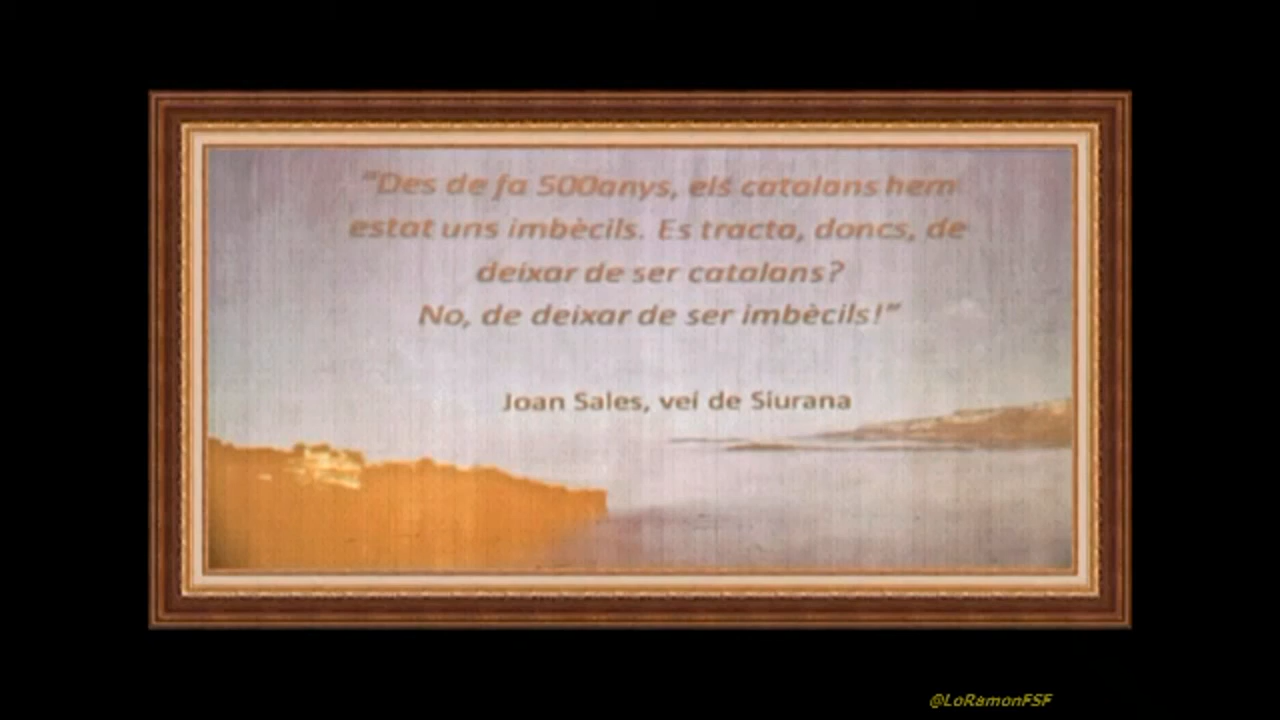 "Des de fa 500anys, els catalans hem
estat uns imbècils. Es tracta, doncs, de
deixar de ser catalans?
No, de deixar de ser imbècils!"
Joan Sales, veí de Siurana
@LoRamonFSF